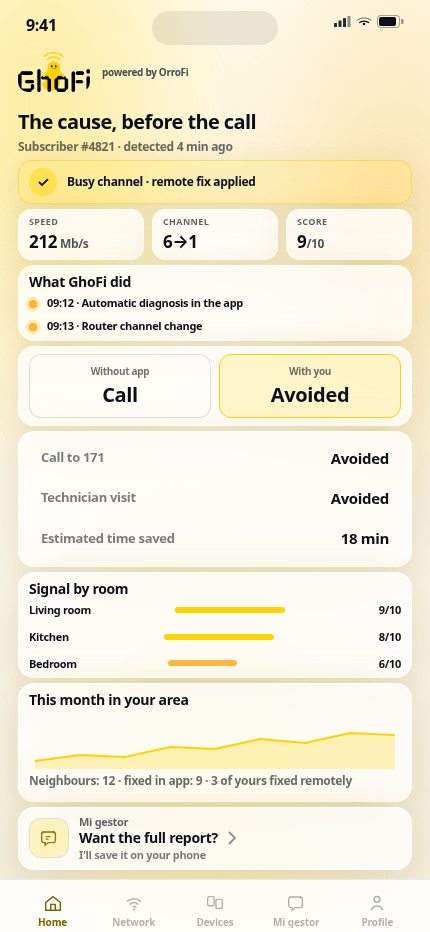 9:41
GhoFi
powered by OrroFi
The cause, before the call
Subscriber #4821 · detected 4 min ago
Busy channel · remote fix applied
SPEED
212 Mb/s
CHANNEL
6→1
SCORE
9/10
What GhoFi did
09:12 · Automatic diagnosis in the app
09:13 · Router channel change
Without app
Call
With you
Avoided
Call to 171 Avoided
Technician visit Avoided
Estimated time saved 18 min
Signal by room
Living room 9/10
Kitchen 8/10
Bedroom 6/10
This month in your area
Neighbours: 12 · fixed in app: 9 · 3 of yours fixed remotely
Mi gestor
Want the full report?
I'll save it on your phone
Home Network Devices Mi gestor Profile